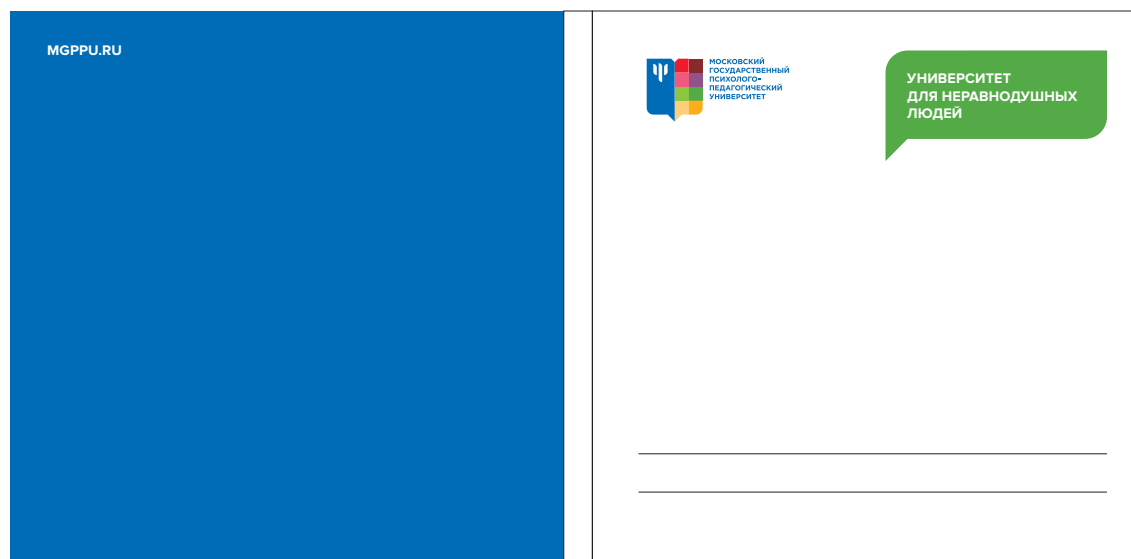 MGPPU.RU
МОСКОВСКИЙ
ГОСУДАРСТВЕННЫЙ
ПСИХОЛОГО-
ПЕДАГОГИЧЕСКИЙ
УНИВЕРСИТЕТ
УНИВЕРСИТЕТ
ДЛЯ НЕРАВНОДУШНЫХ
ЛЮДЕЙ